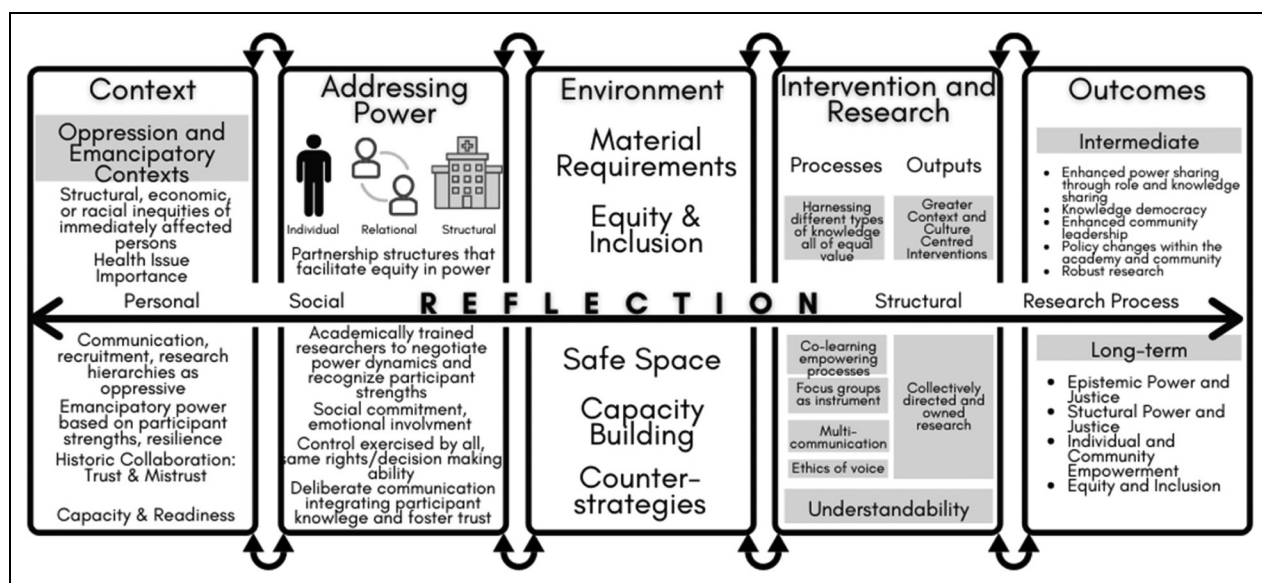 Context
Oppression and
Emancipatory
Contexts
Structural, economic,
or racial inequities of
immediately affected
persons
Health Issue
Importance
Addressing
Power
Individual
Relational
Structural
Partnership structures that
facilitate equity in power
Environment
Material
Requirements
Equity &
Inclusion
Intervention and
Research
Processes
Outputs
Harnessing
different types
of knowledge
all of equal
value
Greater
Context and
Culture
Centred
Interventions
Outcomes
Intermediate
• Enhanced power sharing
through role and knowledge
sharing
• Knowledge democracy
• Enhanced community
leadership
• Policy changes within the
academy and community
• Robust research
Personal
Social
REFLECTION
Structural
Research Process
Communication,
recruitment, research
hierarchies as
oppressive
Emancipatory power
based on participant
strengths, resilience
Historic Collaboration:
Trust & Mistrust
Capacity & Readiness
Academically trained
researchers to negotiate
power dynamics and
recognize participant
strengths
Social commitment,
emotional involvment
Control exercised by all,
same rights/decision making
ability
Deliberate communication
integrating participant
knowlege and foster trust
Safe Space
Capacity
Building
Counter-
strategies
Co-learning
empowering
processes
Focus groups
as instrument
Multi-
communication
Ethics of voice
Collectively
directed and
owned
research
Understandability
Long-term
• Epistemic Power and
Justice
• Stuctural Power and
Justice
• Individual and
Community
Empowerment
• Equity and Inclusion